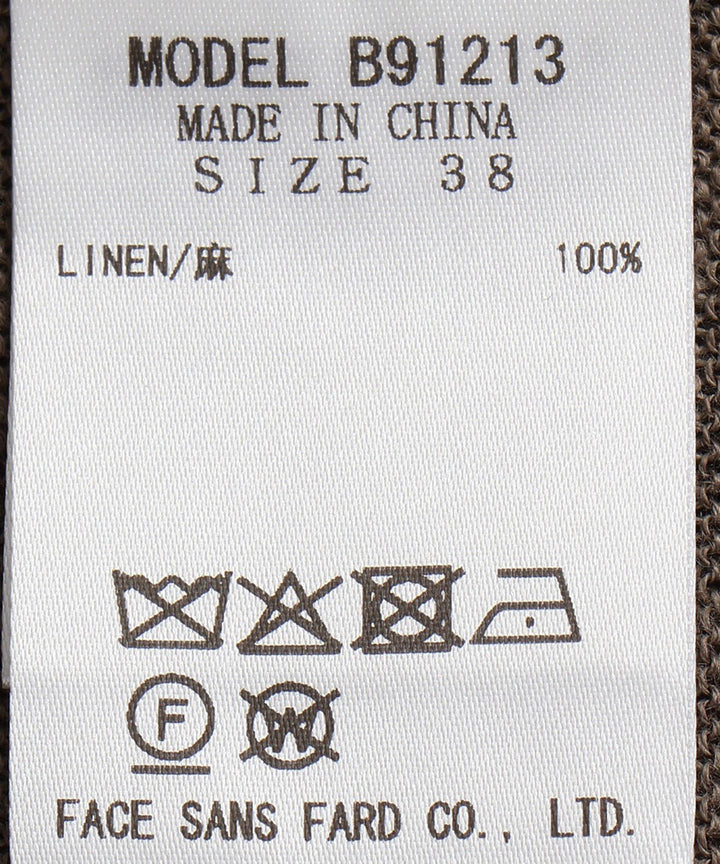 MODEL B91213
MADE IN CHINA
SIZE 38
LINEN/麻 100%
F W
FACE SANS FARD CO., LTD.